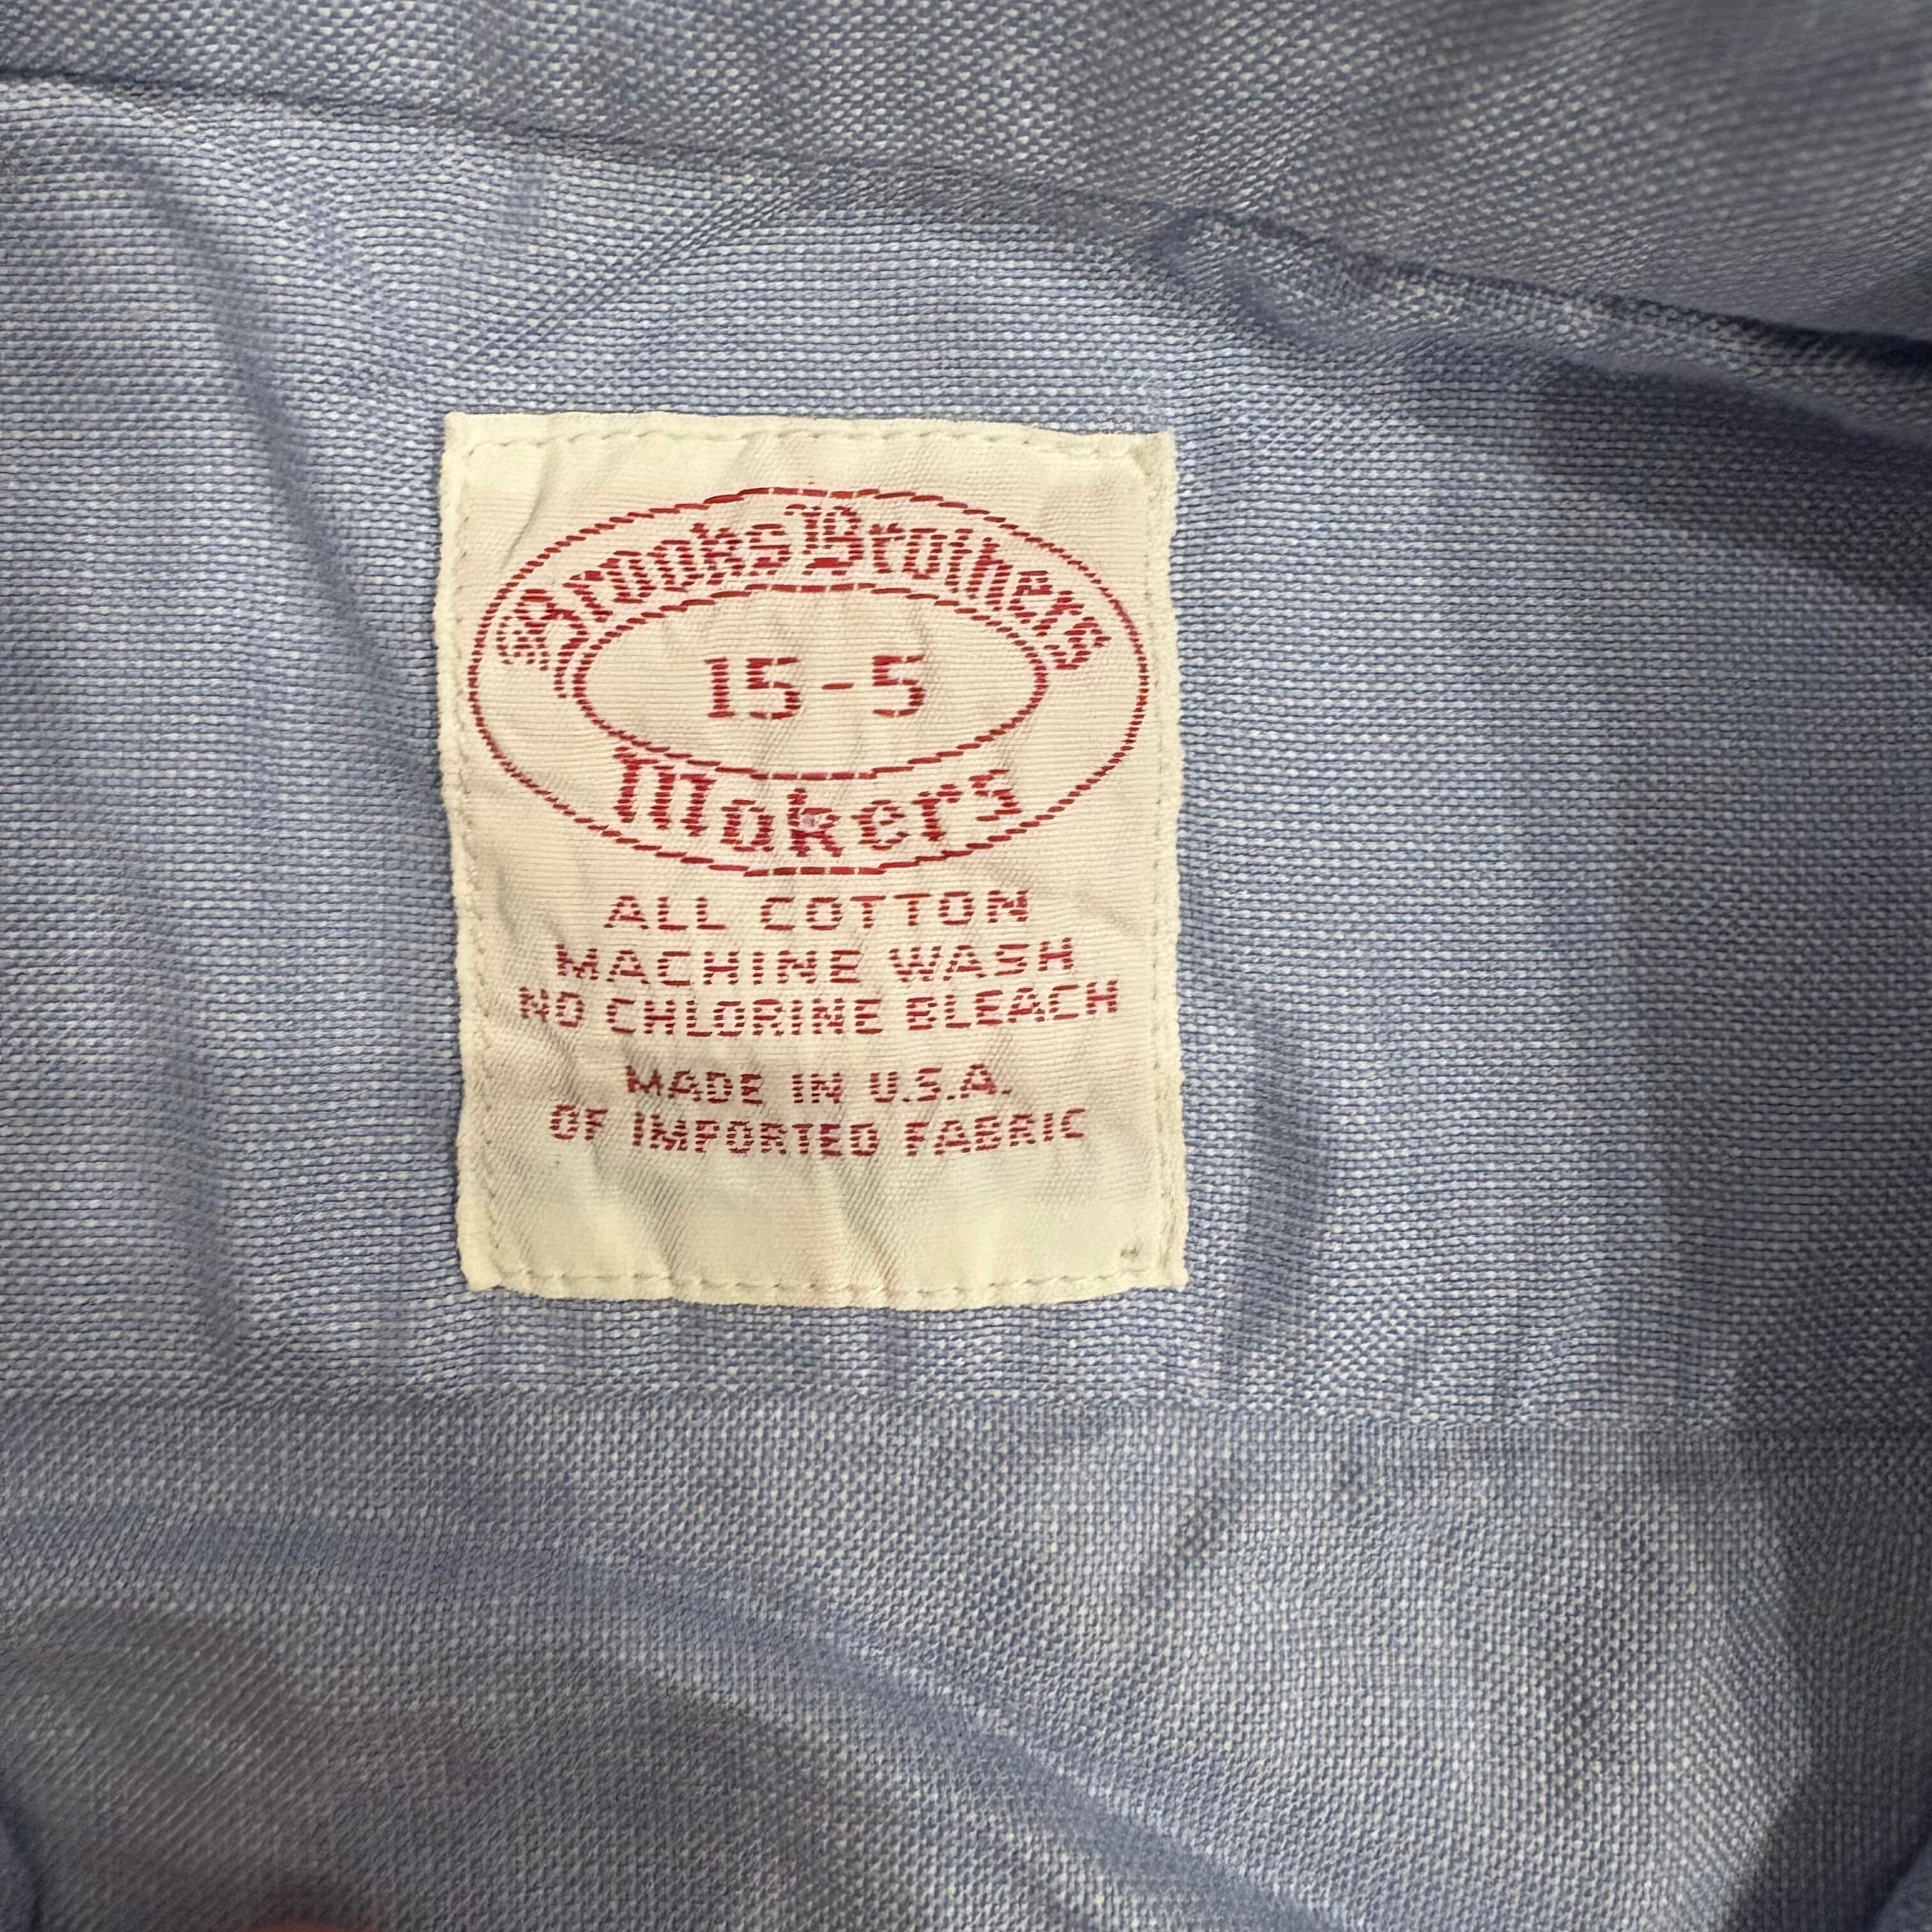 Brooks Brothers
15-5
Makers
ALL COTTON
MACHINE WASH
NO CHLORINE BLEACH
MADE IN U.S.A.
OF IMPORTED FABRIC